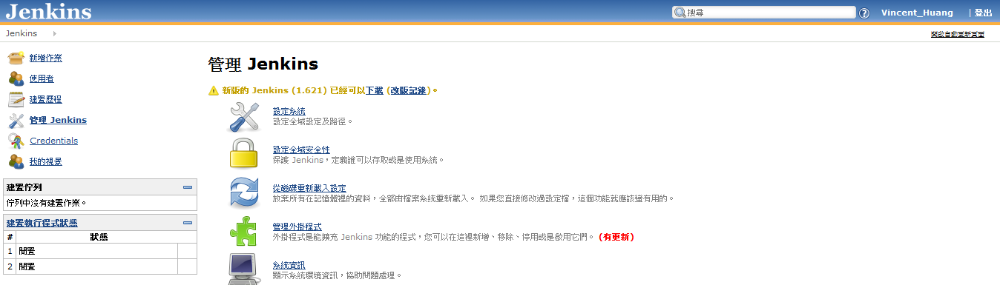 Jenkins
搜尋
?
Vincent_Huang | 登出
Jenkins
開啟自動更新頁面
新增作業
使用者
建置歷程
管理 Jenkins
Credentials
我的視景
建置佇列
佇列中沒有建置作業。
建置執行程式狀態
# 狀態
1 閒置
2 閒置
管理 Jenkins
新版的 Jenkins (1.621) 已經可以下載 (改版記錄)。
設定系統
設定全域設定及路徑。
設定全域安全性
保護 Jenkins，定義誰可以存取或是使用系統。
從磁碟重新載入設定
放棄所有在記憶體裡的資料，全部由檔案系統重新載入。 如果您直接修改過設定檔，這個功能就應該蠻有用的。
管理外掛程式
外掛程式是能擴充 Jenkins 功能的程式，您可以在這裡新增、移除、停用或是啟用它們。 (有更新)
系統資訊
顯示系統環境資訊，協助問題處理。